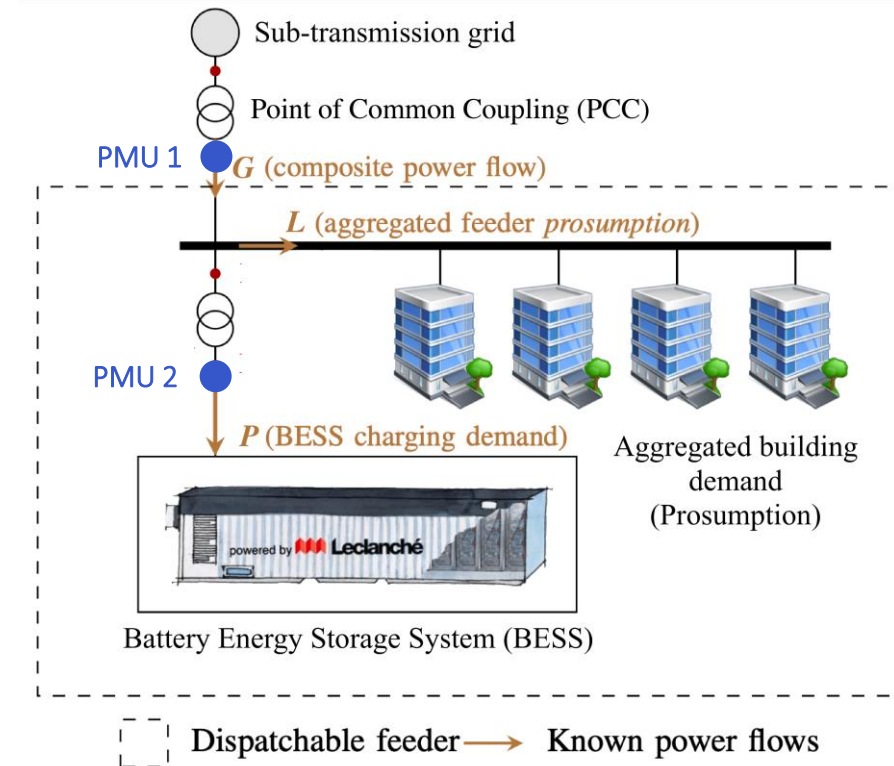 Sub-transmission grid
Point of Common Coupling (PCC)
PMU 1
G (composite power flow)
L (aggregated feeder prosumption)
PMU 2
P (BESS charging demand)
Aggregated building
demand
(Prosumption)
powered by Leclanché
Battery Energy Storage System (BESS)
Dispatchable feeder
Known power flows